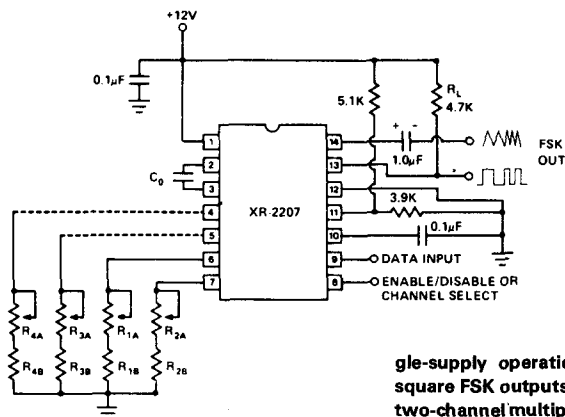 +12V
0.1µF
5.1K
R_L
4.7K
XR-2207
1
2
3
4
5
6
7
14
13
12
11
10
9
8
+ -
1.0µF
FSK
OUT
3.9K
0.1µF
C_0
DATA INPUT
ENABLE/DISABLE OR
CHANNEL SELECT
R_4A
R_3A
R_1A
R_2A
R_4B
R_3B
R_1B
R_2B
gle-supply operatio
square FSK outputs
two-channel multip